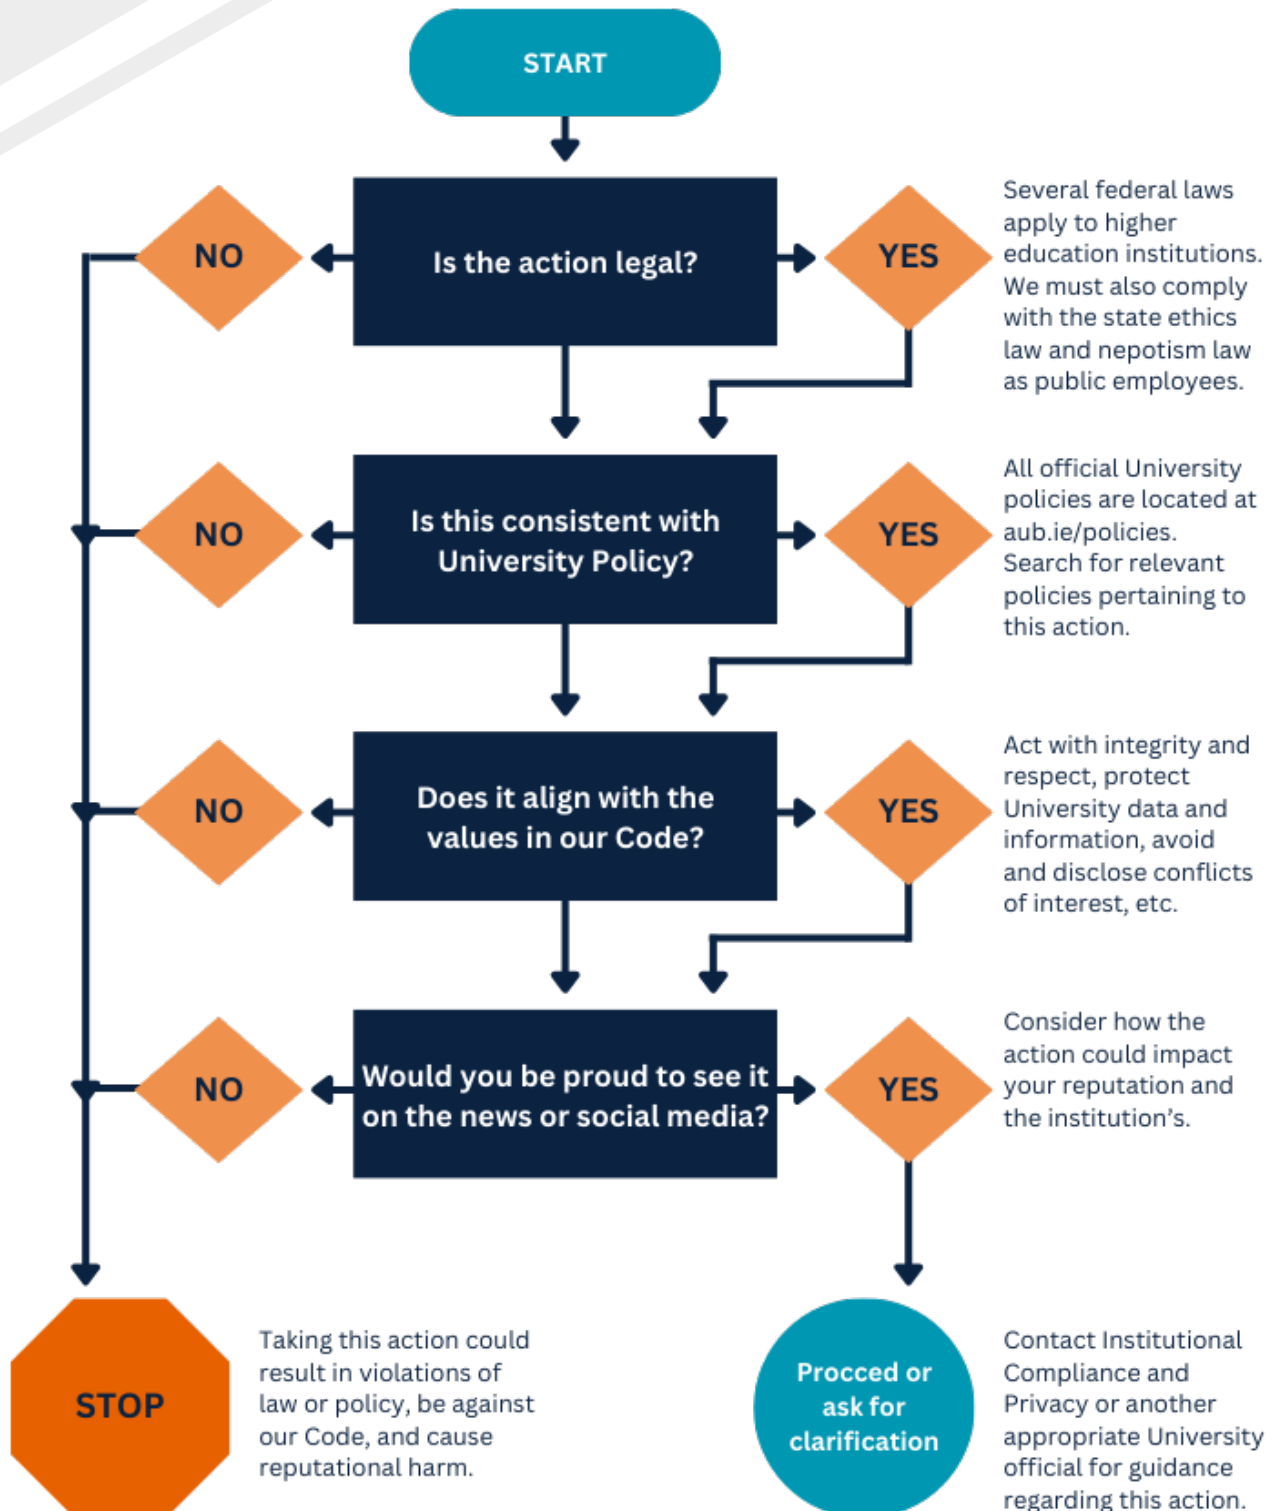 START
NO
Is the action legal?
YES
Several federal laws
apply to higher
education institutions.
We must also comply
with the state ethics
law and nepotism law
as public employees.
NO
Is this consistent with
University Policy?
YES
All official University
policies are located at
aub.ie/policies.
Search for relevant
policies pertaining to
this action.
NO
Does it align with the
values in our Code?
YES
Act with integrity and
respect, protect
University data and
information, avoid
and disclose conflicts
of interest, etc.
NO
Would you be proud to see it
on the news or social media?
YES
Consider how the
action could impact
your reputation and
the institution's.
STOP
Taking this action could
result in violations of
law or policy, be against
our Code, and cause
reputational harm.
Procced or
ask for
clarification
Contact Institutional
Compliance and
Privacy or another
appropriate University
official for guidance
regarding this action.